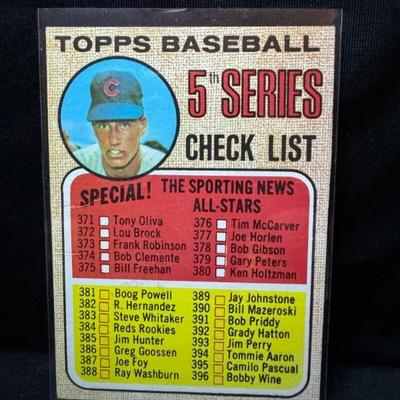 TOPPS BASEBALL
C
5th SERIES
CHECK LIST
SPECIAL! THE SPORTING NEWS
ALL-STARS
371 Tony Oliva
372 Lou Brock
373 Frank Robinson
374 Bob Clemente
375 Bill Freehan
376 Tim McCarver
377 Joe Horlen
378 Bob Gibson
379 Gary Peters
380 Ken Holtzman
381 Boog Powell
382 R. Hernandez
383 Steve Whitaker
384 Reds Rookies
385 Jim Hunter
386 Greg Goossen
387 Joe Foy
388 Ray Washburn
389 Jay Johnstone
390 Bill Mazeroski
391 Bob Priddy
392 Grady Hatton
393 Jim Perry
394 Tommie Aaron
395 Camilo Pascual
396 Bobby Wine